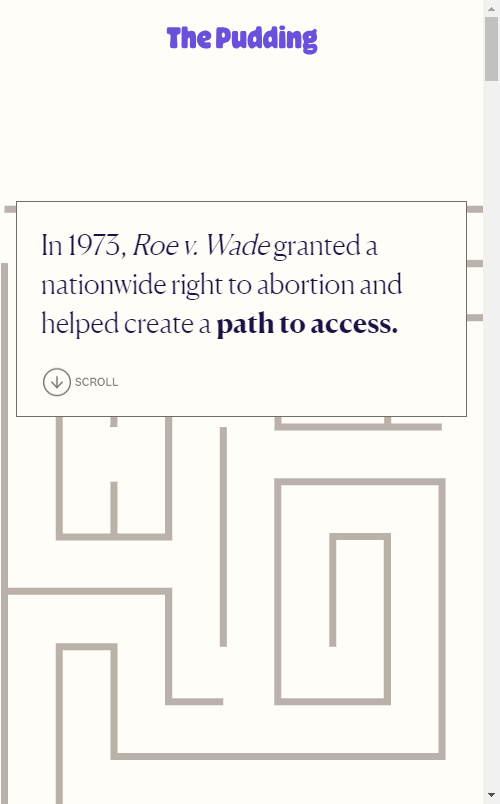 The Pudding
In 1973, Roe v. Wade granted a
nationwide right to abortion and
helped create a path to access.
SCROLL